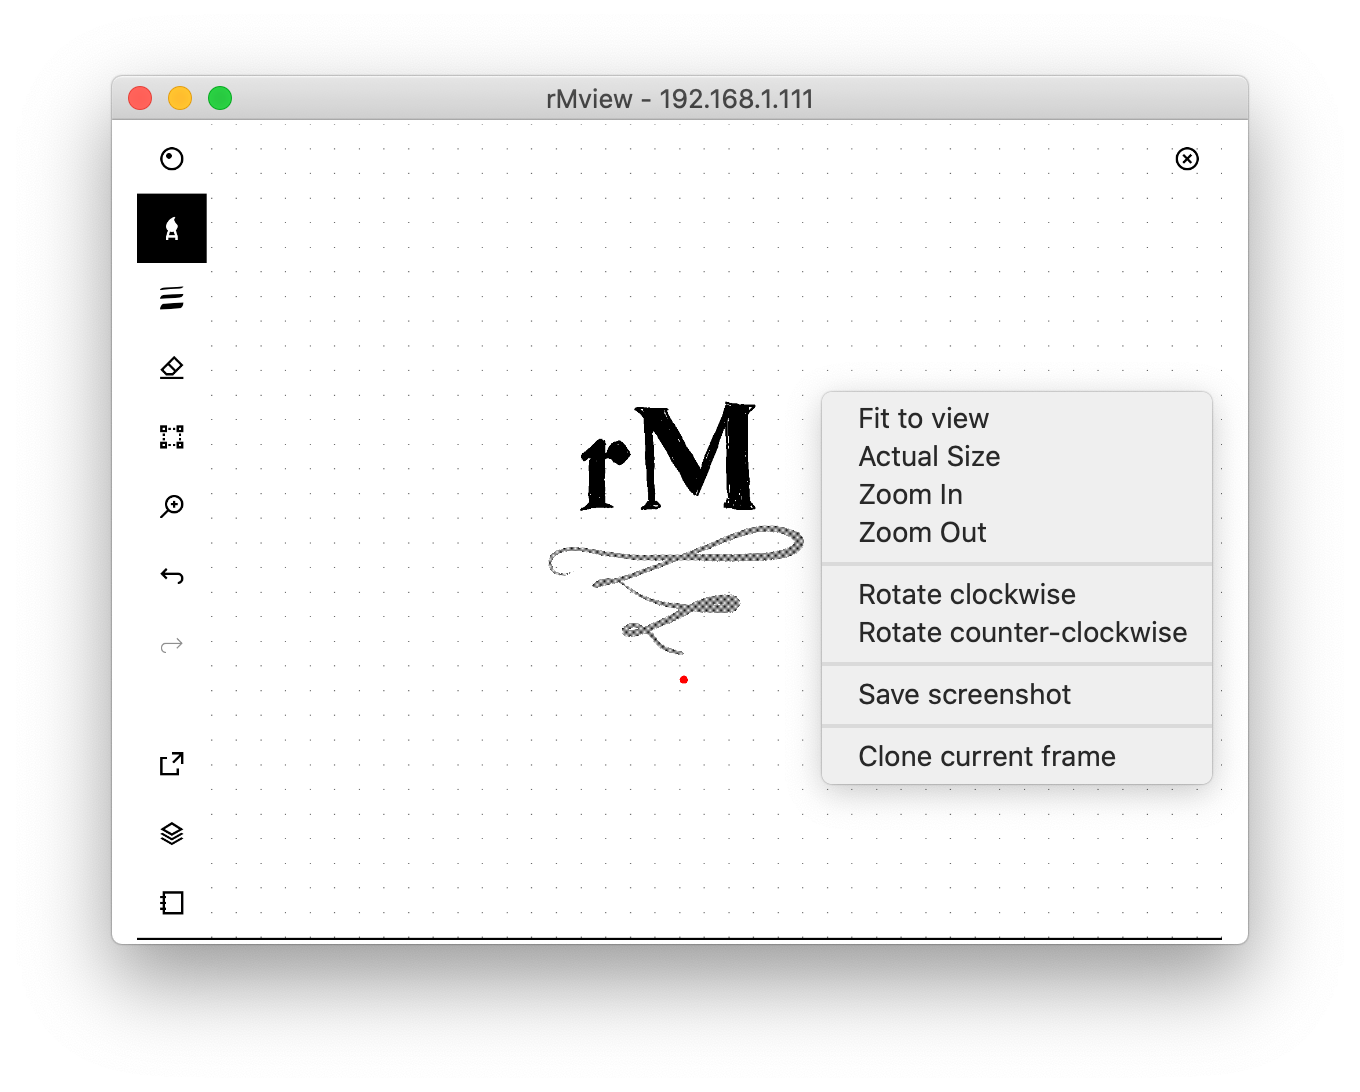 rMview - 192.168.1.111
rM
Fit to view
Actual Size
Zoom In
Zoom Out
Rotate clockwise
Rotate counter-clockwise
Save screenshot
Clone current frame